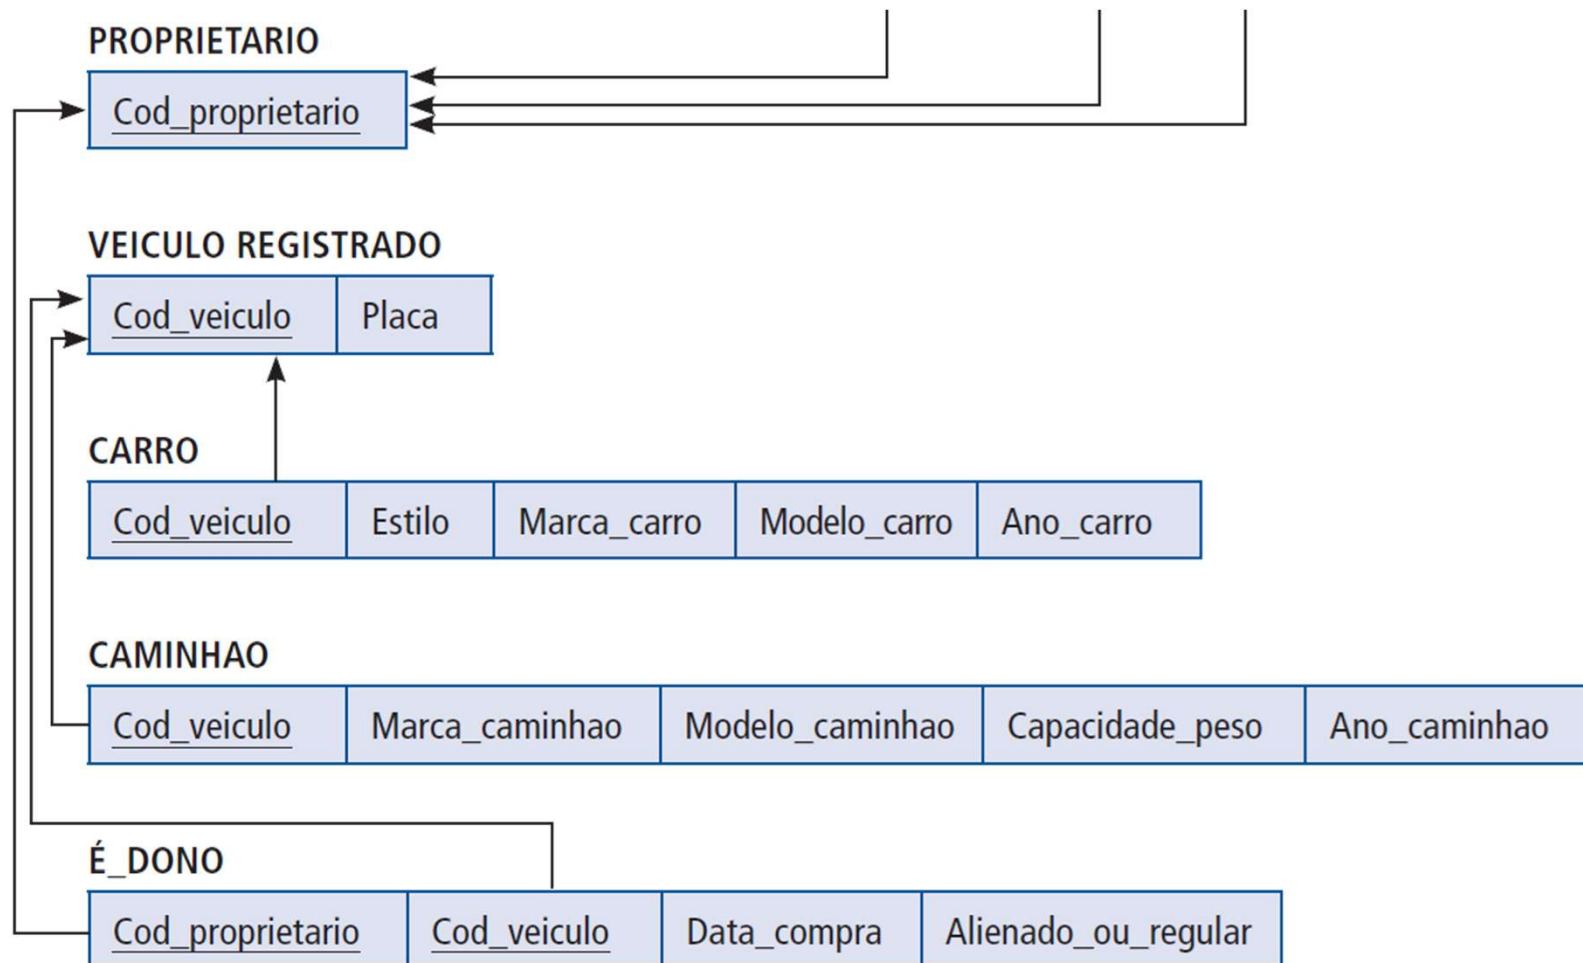 PROPRIETARIO
Cod_proprietario
VEICULO REGISTRADO
Cod_veiculo Placa
CARRO
Cod_veiculo Estilo Marca_carro Modelo_carro Ano_carro
CAMINHAO
Cod_veiculo Marca_caminhao Modelo_caminhao Capacidade_peso Ano_caminhao
É_DONO
Cod_proprietario Cod_veiculo Data_compra Alienado_ou_regular